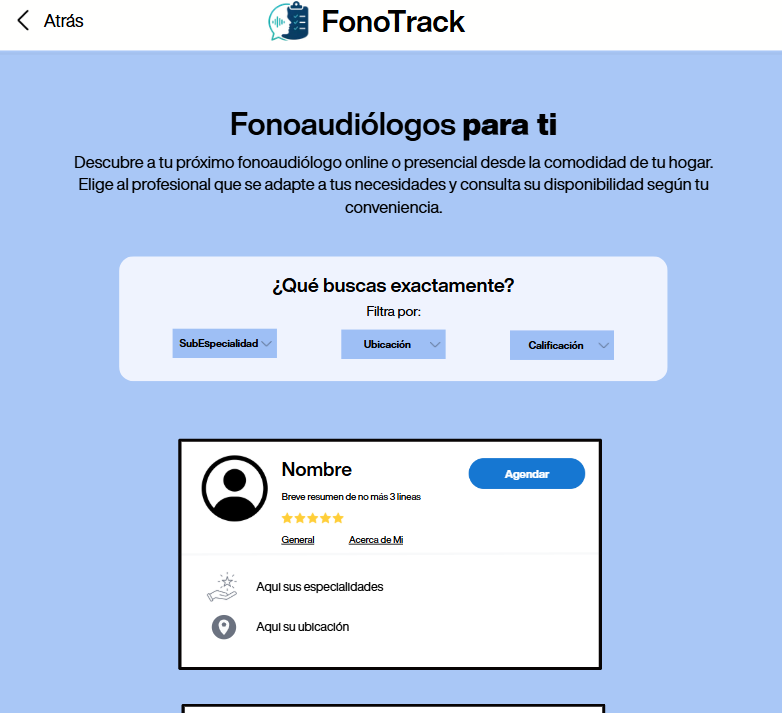 Atrás
FonoTrack
Fonoaudiólogos para ti
Descubre a tu próximo fonoaudiólogo online o presencial desde la comodidad de tu hogar.
Elige al profesional que se adapte a tus necesidades y consulta su disponibilidad según tu
conveniencia.
¿Qué buscas exactamente?
Filtra por:
SubEspecialidad
Ubicación
Calificación
Nombre
Agendar
Breve resumen de no más 3 lineas
General
Acerca de Mi
Aqui sus especialidades
Aqui su ubicación